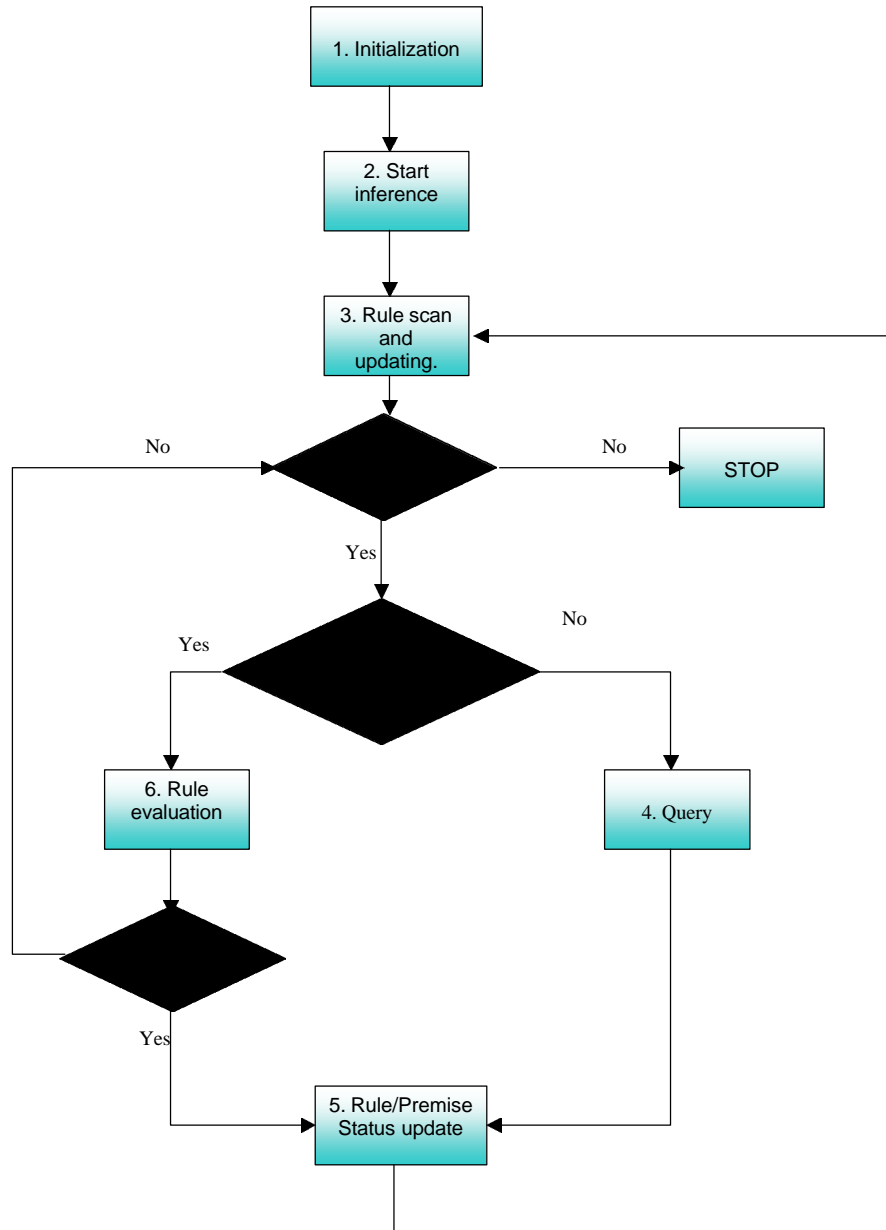 1. Initialization
2. Start
inference
3. Rule scan
and
updating.
No
No
STOP
Yes
Yes
No
6. Rule
evaluation
4. Query
Yes
5. Rule/Premise
Status update